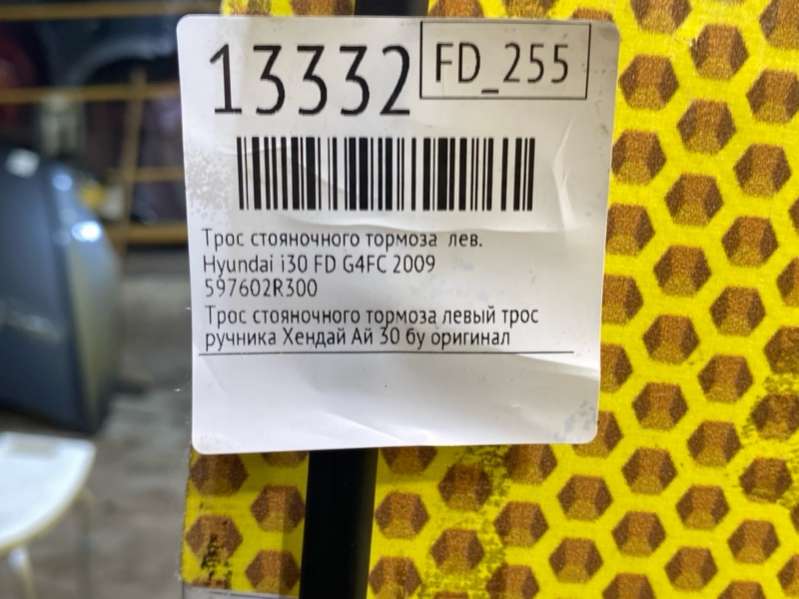 13332
FD_255
Трос стояночного тормоза лев.
Hyundai i30 FD G4FC 2009
597602R300
Трос стояночного тормоза левый трос
ручника Хендай Ай 30 бу оригинал